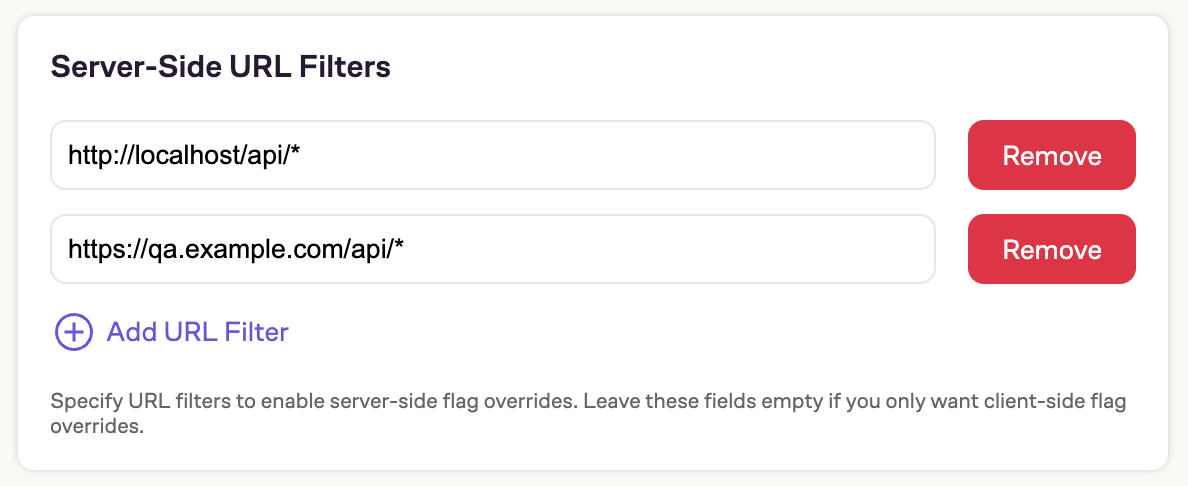 Server-Side URL Filters
http://localhost/api/*
Remove
https://qa.example.com/api/*
Remove
Add URL Filter
Specify URL filters to enable server-side flag overrides. Leave these fields empty if you only want client-side flag
overrides.